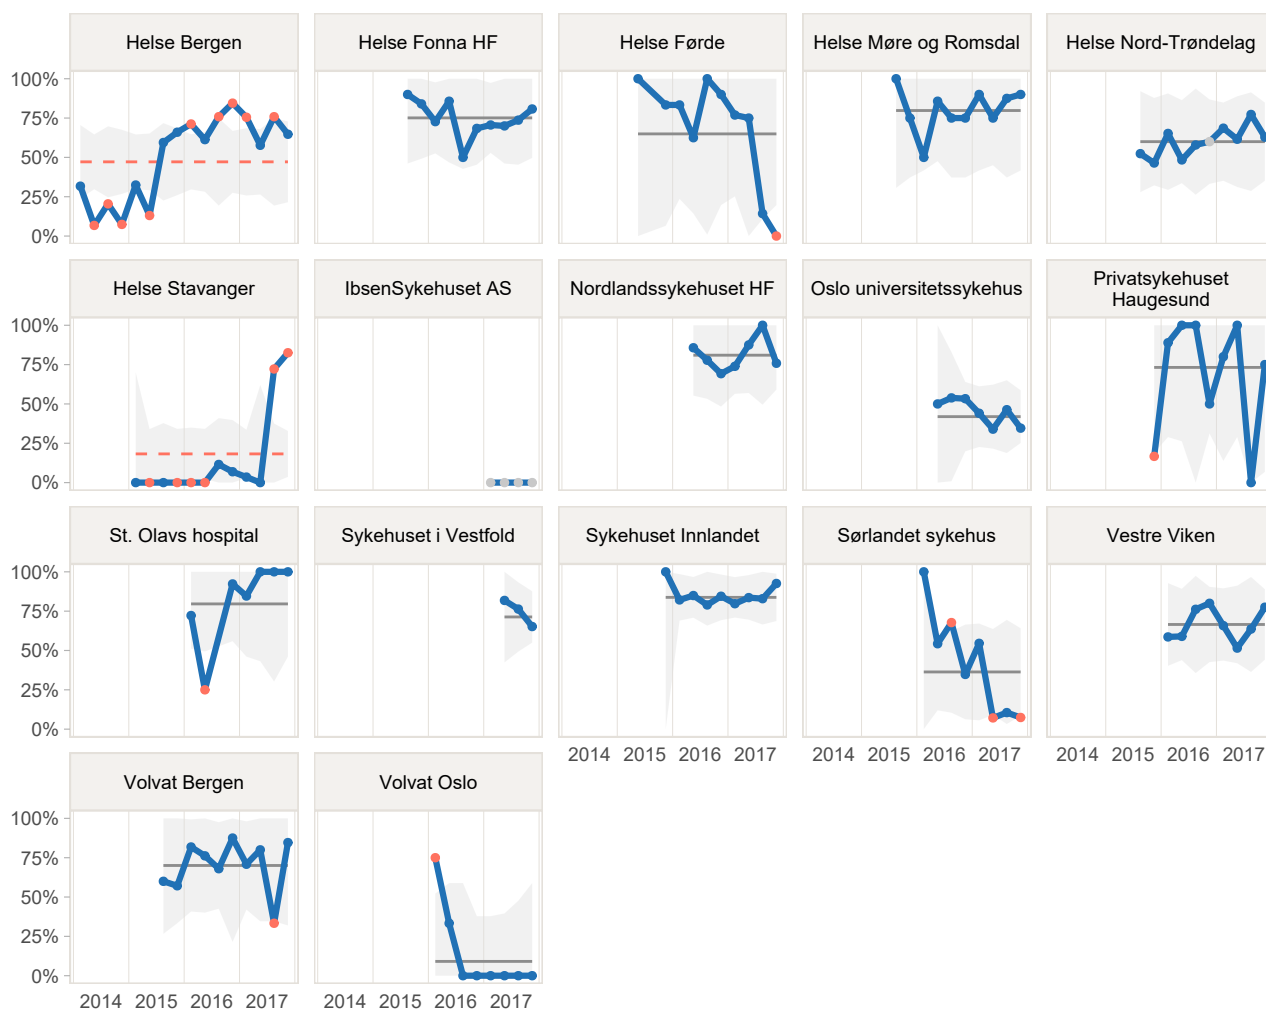 Helse Bergen
Helse Fonna HF
Helse Førde
Helse Møre og Romsdal
Helse Nord-Trøndelag
100%
75%
50%
25%
0%
Helse Stavanger
IbsenSykehuset AS
Nordlandssykehuset HF
Oslo universitetssykehus
Privatsykehuset
Haugesund
100%
75%
50%
25%
0%
St. Olavs hospital
Sykehuset i Vestfold
Sykehuset Innlandet
Sørlandet sykehus
Vestre Viken
100%
75%
50%
25%
0%
2014 2015 2016 2017
2014 2015 2016 2017
2014 2015 2016 2017
Volvat Bergen
Volvat Oslo
100%
75%
50%
25%
0%
2014 2015 2016 2017
2014 2015 2016 2017